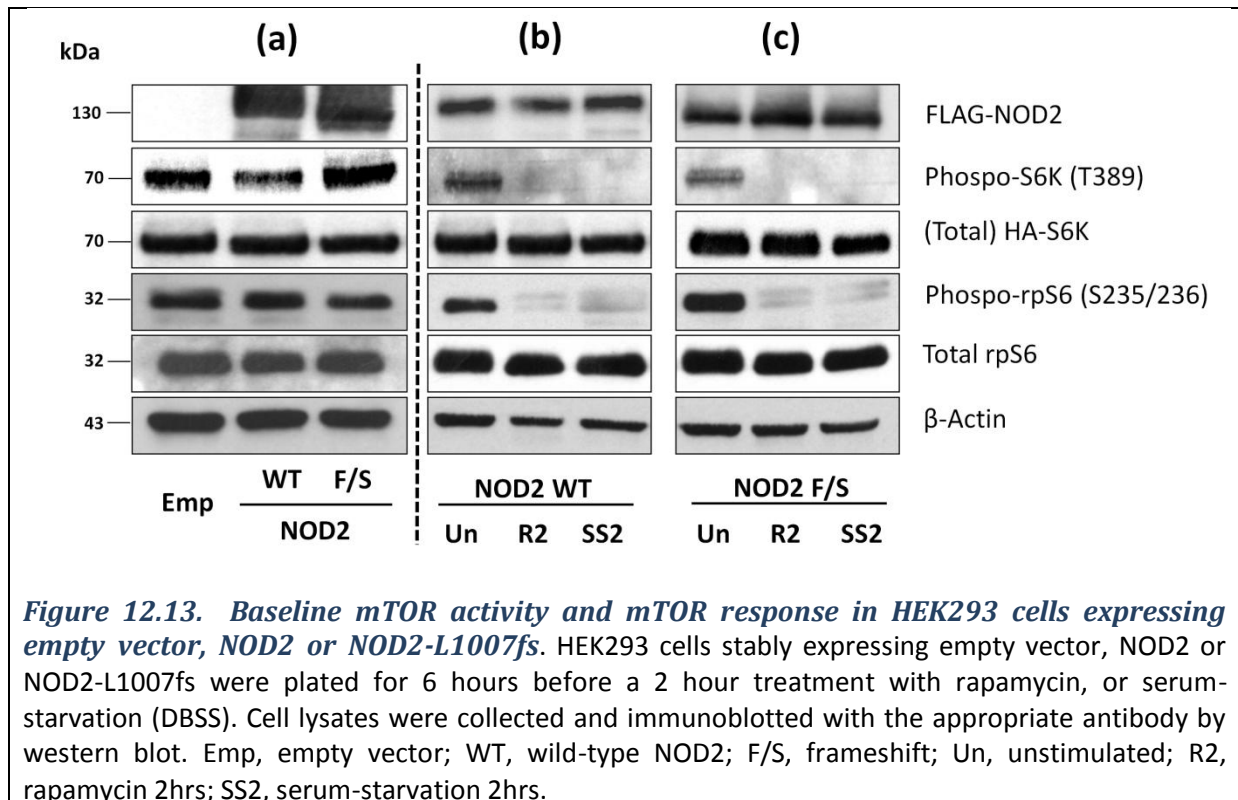 (a) (b) (c)
kDa
130 FLAG-NOD2
70 Phospo-S6K (T389)
70 (Total) HA-S6K
32 Phospo-rpS6 (S235/236)
32 Total rpS6
43 β-Actin
Emp WT F/S NOD2 WT NOD2 F/S
NOD2 Un R2 SS2 Un R2 SS2
Figure 12.13. Baseline mTOR activity and mTOR response in HEK293 cells expressing
empty vector, NOD2 or NOD2-L1007fs. HEK293 cells stably expressing empty vector, NOD2 or
NOD2-L1007fs were plated for 6 hours before a 2 hour treatment with rapamycin, or serum-
starvation (DBSS). Cell lysates were collected and immunoblotted with the appropriate antibody by
western blot. Emp, empty vector; WT, wild-type NOD2; F/S, frameshift; Un, unstimulated; R2,
rapamycin 2hrs; SS2, serum-starvation 2hrs.